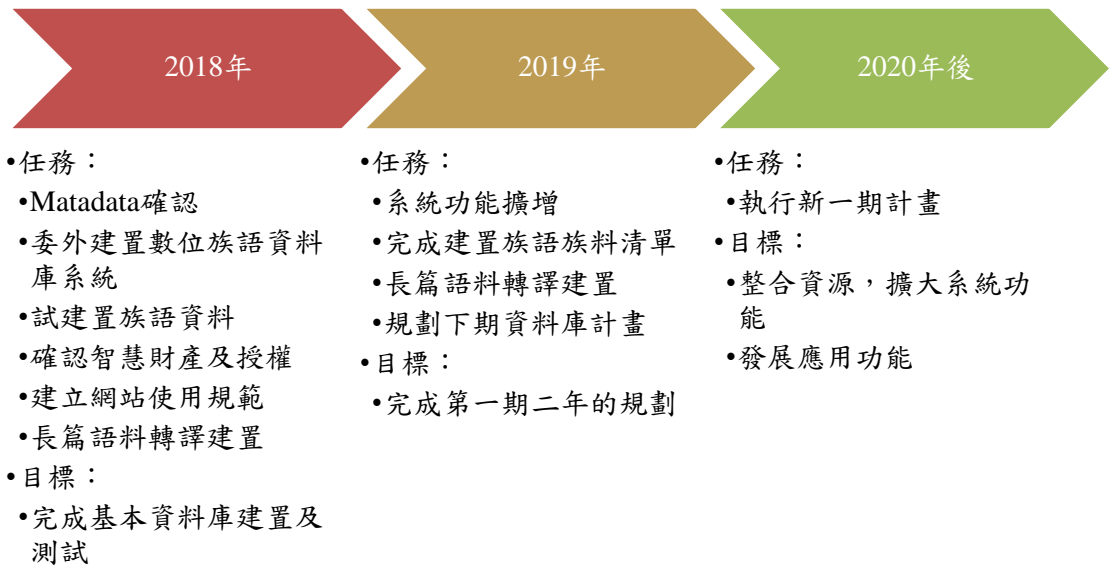 2018年
•任務：
•Matadata確認
•委外建置數位族語資料
庫系統
•試建置族語資料
•確認智慧財產及授權
•建立網站使用規範
•長篇語料轉譯建置
•目標：
•完成基本資料庫建置及
測試
2019年
•任務：
•系統功能擴增
•完成建置族語族料清單
•長篇語料轉譯建置
•規劃下期資料庫計畫
•目標：
•完成第一期二年的規劃
2020年後
•任務：
•執行新一期計畫
•目標：
•整合資源，擴大系統功
能
•發展應用功能